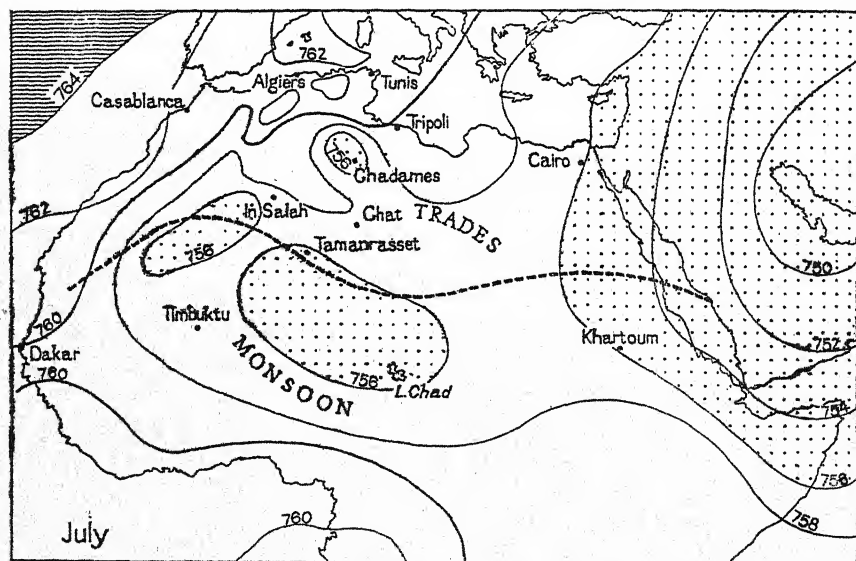 762
764
Algiers
Tunis
Casablanca
Tripoli
756
Ghadames
Cairo
762
In Salah
Ghat
TRADES
Tamanrasset
756
750
760
Timbuktu
Dakar
Khartoum
752
760
MONSOON
756
L.Chad
754
756
758
760
July